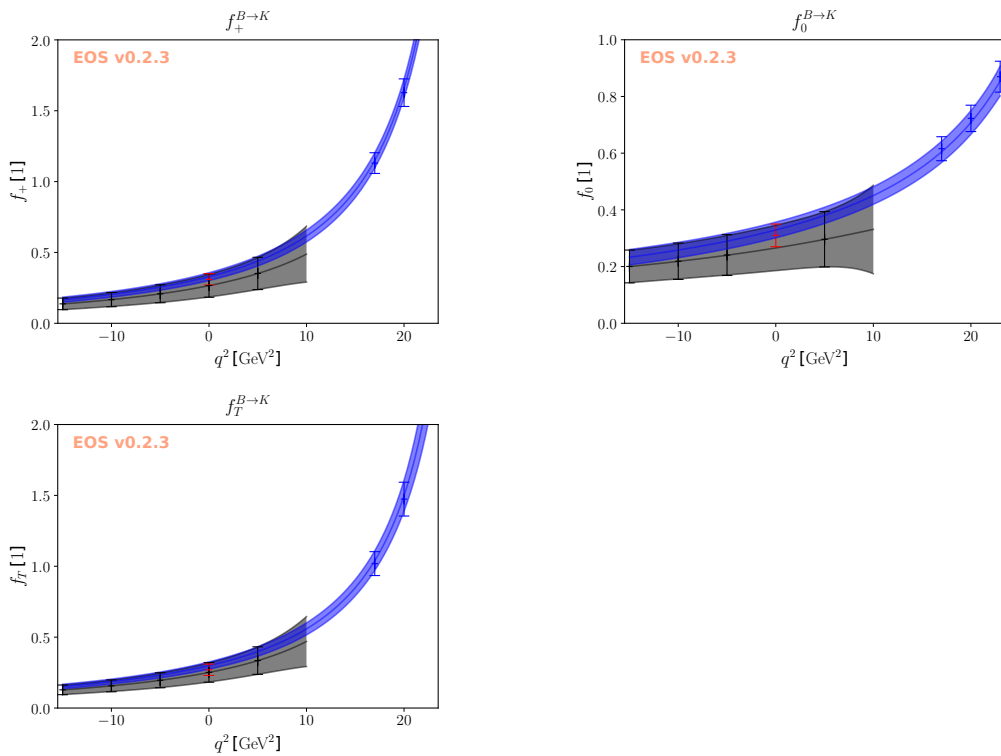 f_+^{B→K}
EOS v0.2.3
f_+ [1]
2.0
1.5
1.0
0.5
0.0
−10 0 10 20
q^2 [GeV^2]
f_0^{B→K}
EOS v0.2.3
f_0 [1]
1.0
0.8
0.6
0.4
0.2
0.0
−10 0 10 20
q^2 [GeV^2]
f_T^{B→K}
EOS v0.2.3
f_T [1]
2.0
1.5
1.0
0.5
0.0
−10 0 10 20
q^2 [GeV^2]